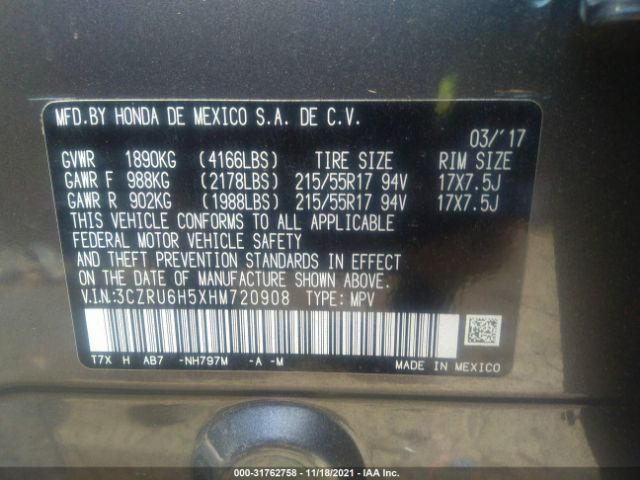 MFD.BY HONDA DE MEXICO S.A. DE C.V.
03/'17
GVWR 1890KG (4166LBS) TIRE SIZE RIM SIZE
GAWR F 988KG (2178LBS) 215/55R17 94V 17X7.5J
GAWR R 902KG (1988LBS) 215/55R17 94V 17X7.5J
THIS VEHICLE CONFORMS TO ALL APPLICABLE
FEDERAL MOTOR VEHICLE SAFETY
AND THEFT PREVENTION STANDARDS IN EFFECT
ON THE DATE OF MANUFACTURE SHOWN ABOVE.
V.I.N:3CZRU6H5XHM720908 TYPE: MPV
T7X H AB7 -NH797M -A -M
MADE IN MEXICO
000-31762758 - 11/18/2021 - IAA Inc.